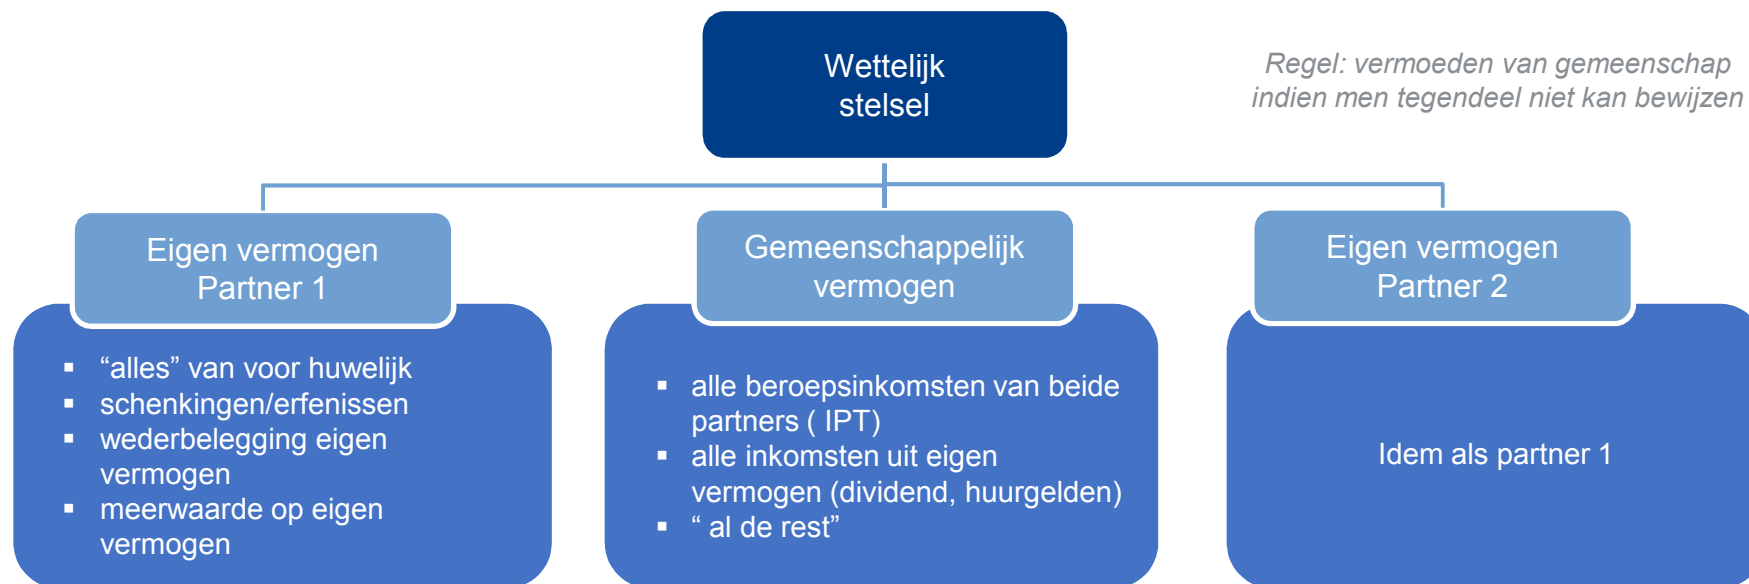 Wettelijk
stelsel
Regel: vermoeden van gemeenschap
indien men tegendeel niet kan bewijzen
Eigen vermogen
Partner 1
▪ “alles” van voor huwelijk
▪ schenkingen/erfenissen
▪ wederbelegging eigen
vermogen
▪ meerwaarde op eigen
vermogen
Gemeenschappelijk
vermogen
▪ alle beroepsinkomsten van beide
partners ( IPT)
▪ alle inkomsten uit eigen
vermogen (dividend, huurgelden)
▪ “ al de rest”
Eigen vermogen
Partner 2
Idem als partner 1